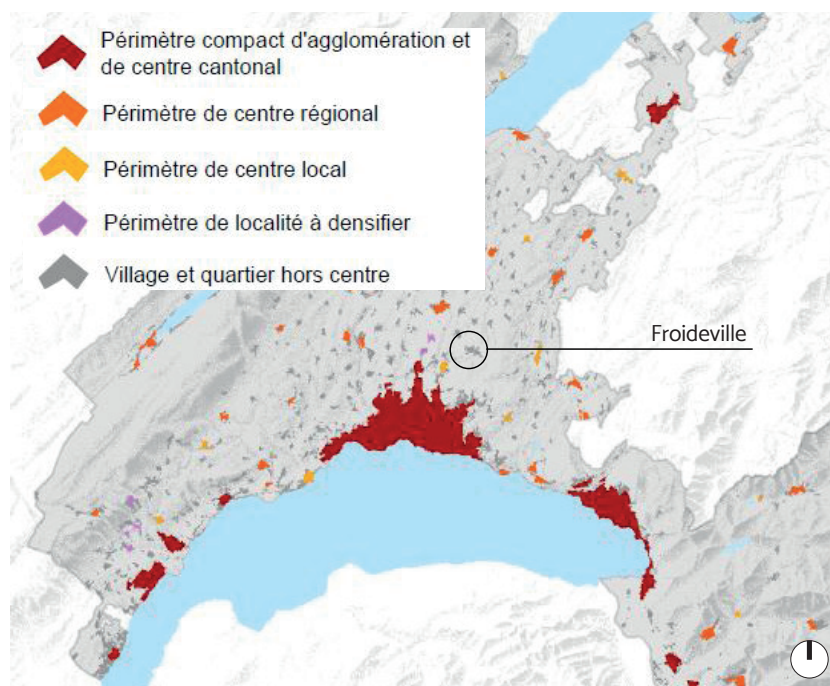 Périmètre compact d'agglomération et
de centre cantonal
Périmètre de centre régional
Périmètre de centre local
Périmètre de localité à densifier
Village et quartier hors centre
Froideville